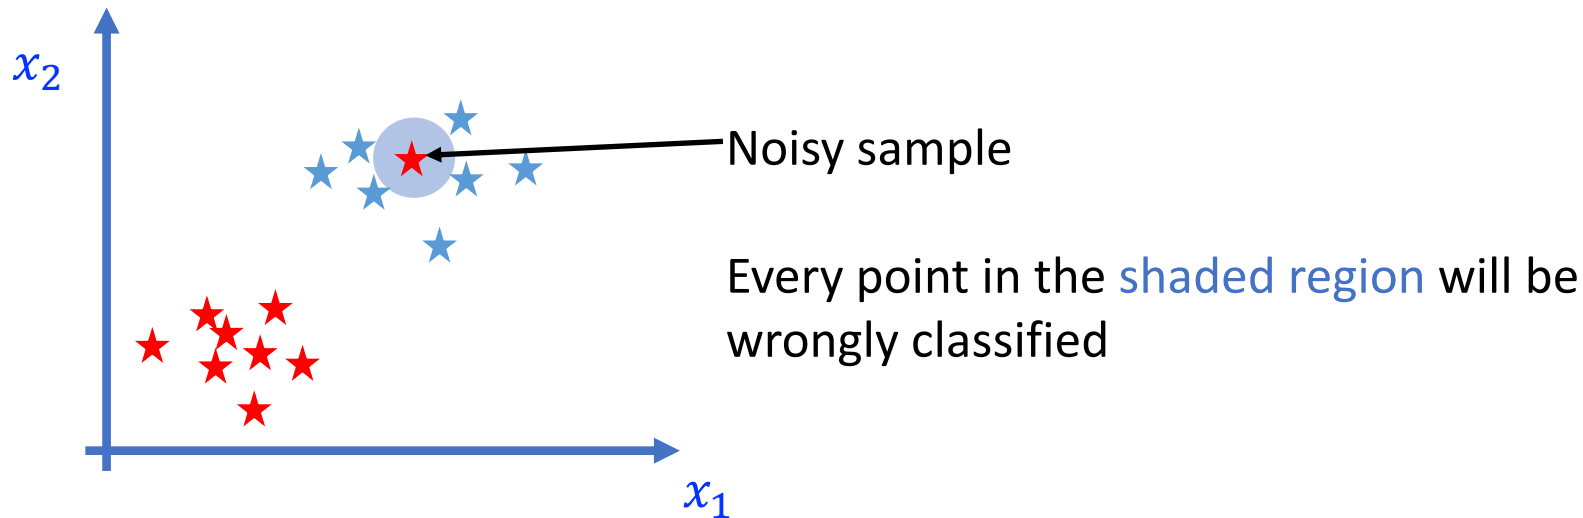 x₂
Noisy sample
Every point in the shaded region will be
wrongly classified
x₁